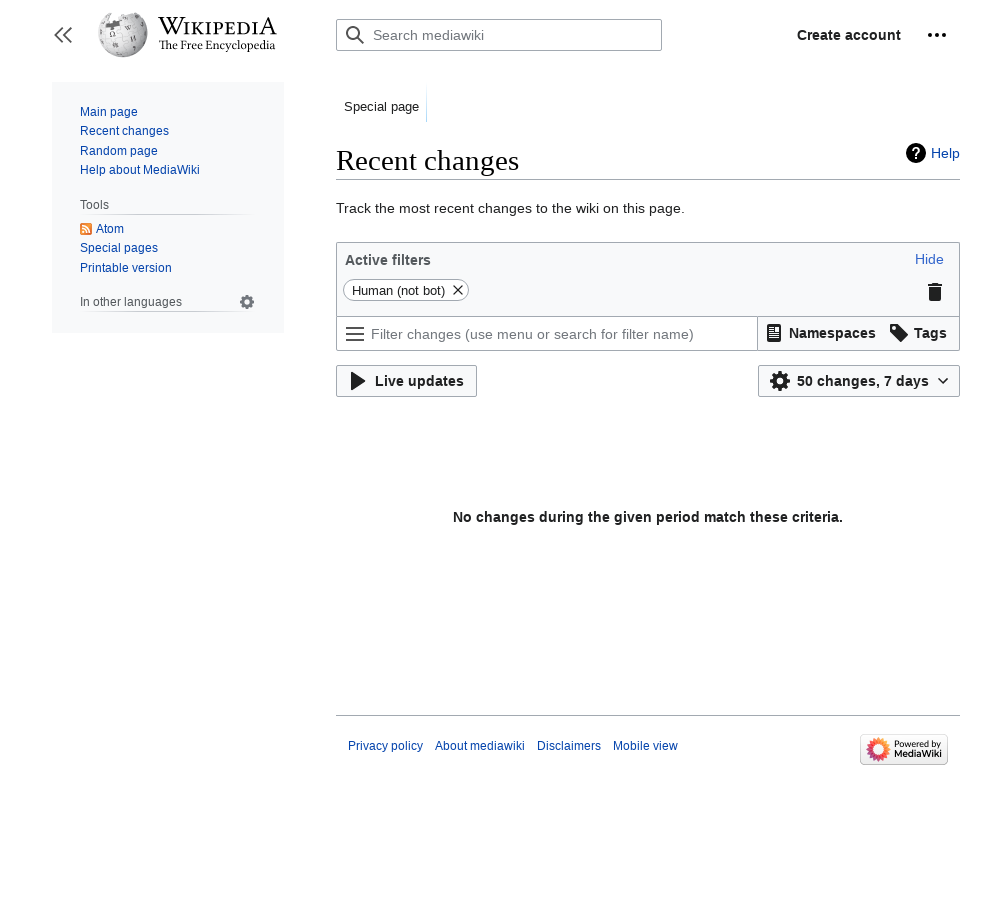 WIKIPEDIA
The Free Encyclopedia
Search mediawiki
Create account
Main page
Recent changes
Random page
Help about MediaWiki
Tools
Atom
Special pages
Printable version
In other languages
Special page
Recent changes
Help
Track the most recent changes to the wiki on this page.
Active filters
Hide
Human (not bot)
Filter changes (use menu or search for filter name)
Namespaces
Tags
Live updates
50 changes, 7 days
No changes during the given period match these criteria.
Privacy policy
About mediawiki
Disclaimers
Mobile view
Powered by
MediaWiki